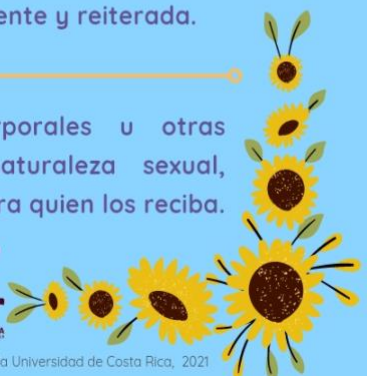 ente y reiterada.
porales u otras
aturaleza sexual,
ra quien los reciba.
a Universidad de Costa Rica, 2021